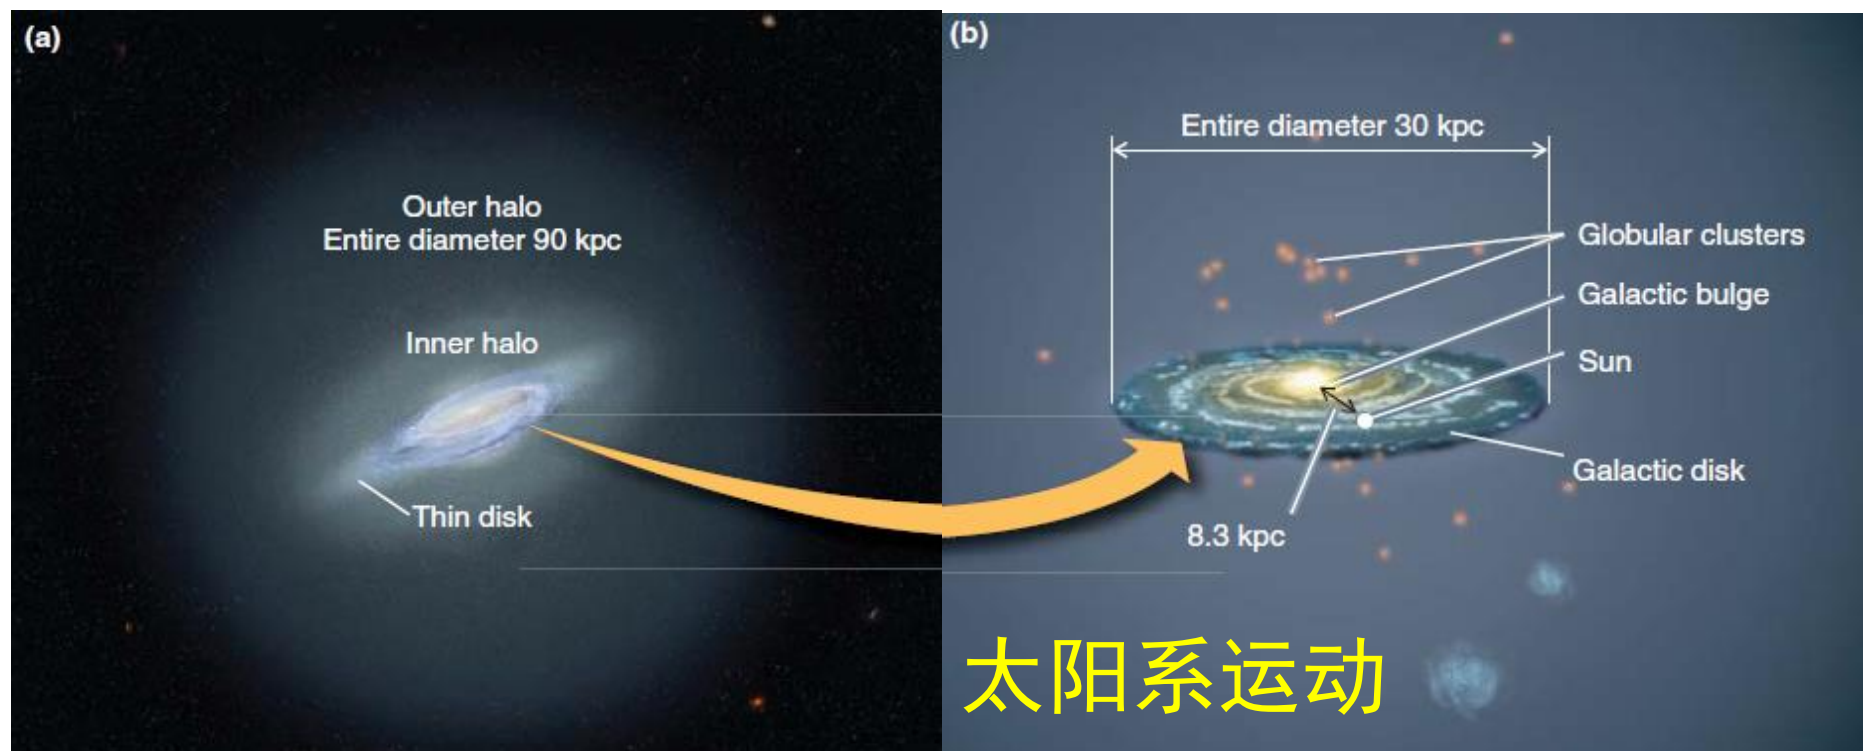 (a)
Outer halo
Entire diameter 90 kpc
Inner halo
Thin disk
(b)
Entire diameter 30 kpc
Globular clusters
Galactic bulge
Sun
Galactic disk
8.3 kpc
太阳系运动